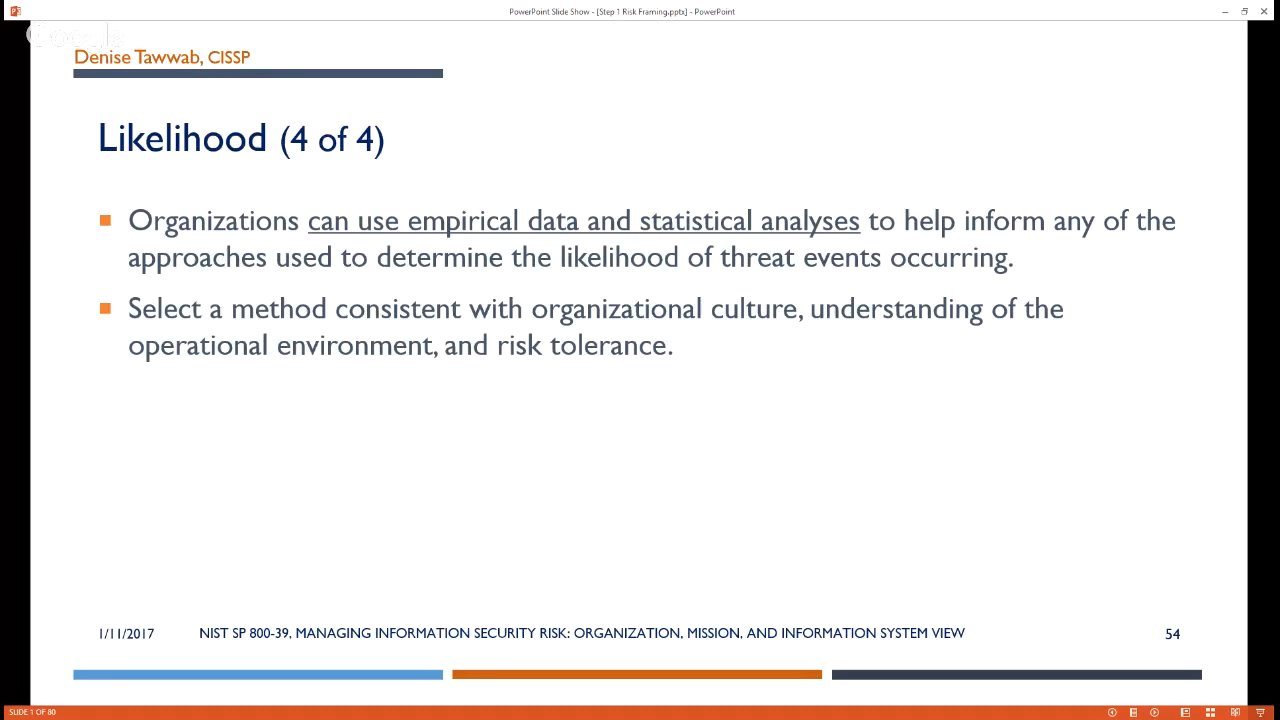 PowerPoint Slide Show - [Step 1 Risk Framing.pptx] - PowerPoint
Denise Tawwab, CISSP
Likelihood (4 of 4)
Organizations can use empirical data and statistical analyses to help inform any of the
approaches used to determine the likelihood of threat events occurring.
Select a method consistent with organizational culture, understanding of the
operational environment, and risk tolerance.
1/11/2017 NIST SP 800-39, MANAGING INFORMATION SECURITY RISK: ORGANIZATION, MISSION, AND INFORMATION SYSTEM VIEW 54
SLIDE 1 OF 80